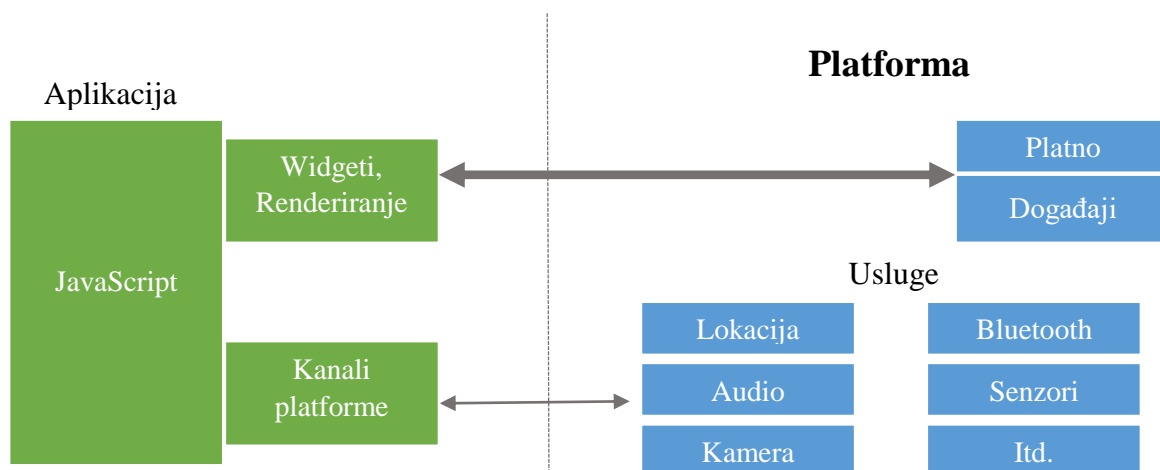 Platforma
Aplikacija
Widgeti,
Renderiranje
Platno
Događaji
JavaScript
Usluge
Lokacija
Bluetooth
Kanali
platforme
Audio
Senzori
Kamera
Itd.